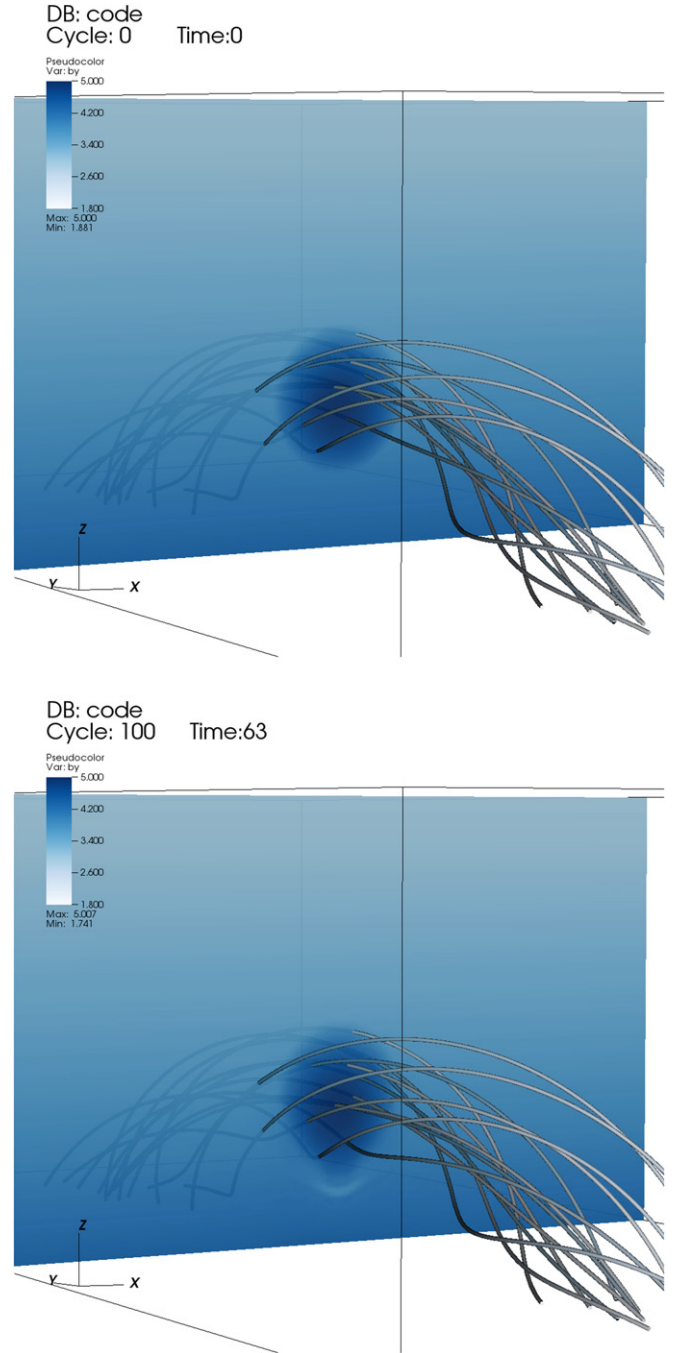 DB: code
Cycle: 0 Time:0
Pseudocolor
Var: by
5.000
4.200
3.400
2.600
1.800
Max: 5.000
Min: 1.881
Z
Y X
DB: code
Cycle: 100 Time:63
Pseudocolor
Var: by
5.000
4.200
3.400
2.600
1.800
Max: 5.007
Min: 1.741
Z
Y X